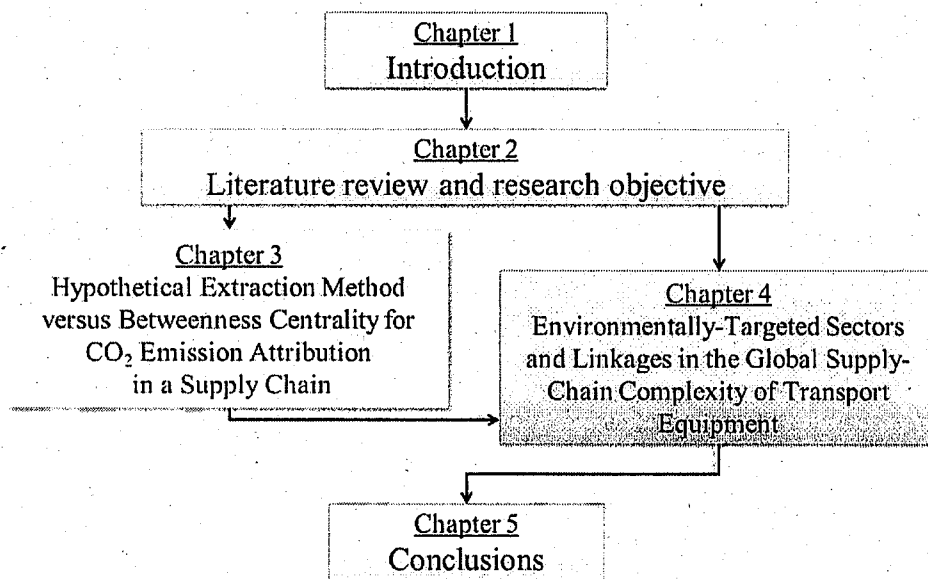 Chapter 1
Introduction
Chapter 2
Literature review and research objective
Chapter 3
Hypothetical Extraction Method
versus Betweenness Centrality for
CO₂ Emission Attribution
in a Supply Chain
Chapter 4
Environmentally-Targeted Sectors
and Linkages in the Global Supply-
Chain Complexity of Transport
Equipment
Chapter 5
Conclusions